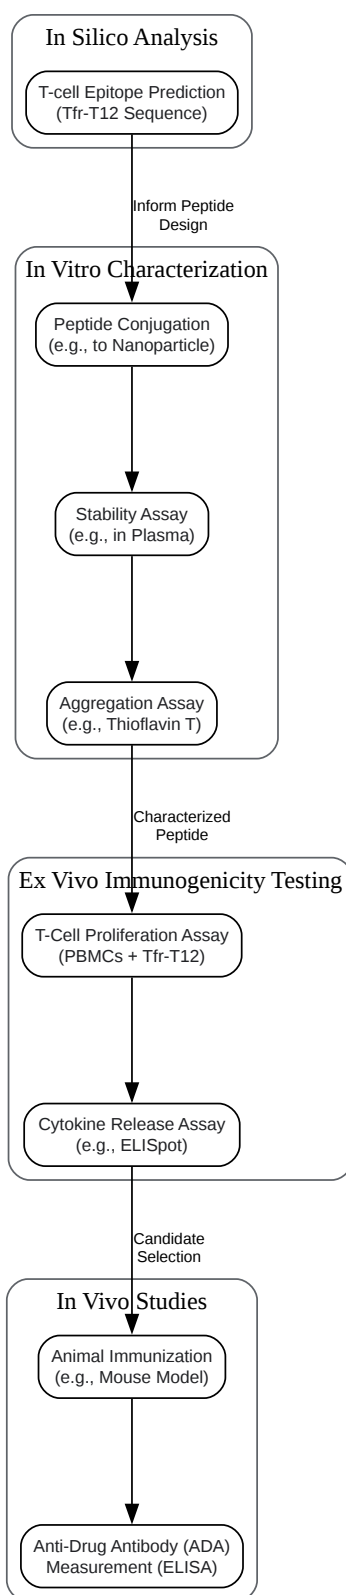 In Silico Analysis
T-cell Epitope Prediction
(Tfr-T12 Sequence)
Inform Peptide
Design
In Vitro Characterization
Peptide Conjugation
(e.g., to Nanoparticle)
Stability Assay
(e.g., in Plasma)
Aggregation Assay
(e.g., Thioflavin T)
Characterized
Peptide
Ex Vivo Immunogenicity Testing
T-Cell Proliferation Assay
(PBMCs + Tfr-T12)
Cytokine Release Assay
(e.g., ELISpot)
Candidate
Selection
In Vivo Studies
Animal Immunization
(e.g., Mouse Model)
Anti-Drug Antibody (ADA)
Measurement (ELISA)